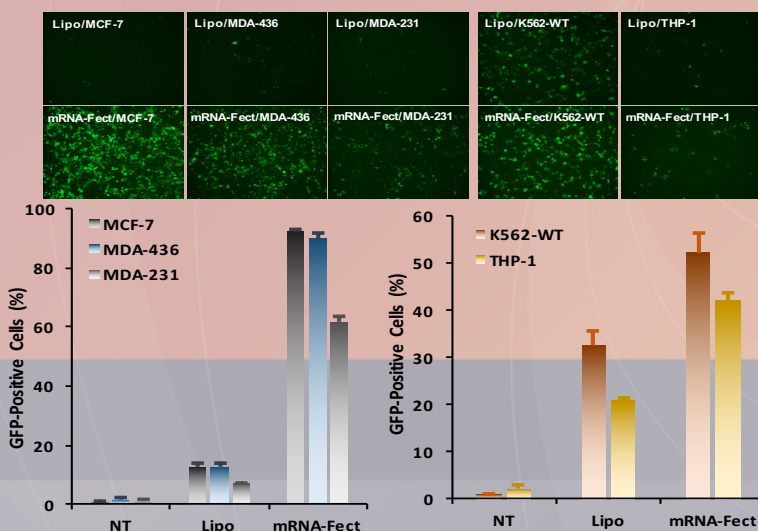 Lipo/MCF-7 Lipo/MDA-436 Lipo/MDA-231
mRNA-Fect/MCF-7 mRNA-Fect/MDA-436 mRNA-Fect/MDA-231
Lipo/K562-WT Lipo/THP-1
mRNA-Fect/K562-WT mRNA-Fect/THP-1
GFP-Positive Cells (%)
100
80
60
40
20
0
MCF-7
MDA-436
MDA-231
NT Lipo mRNA-Fect
GFP-Positive Cells (%)
60
50
40
30
20
10
0
K562-WT
THP-1
NT Lipo mRNA-Fect